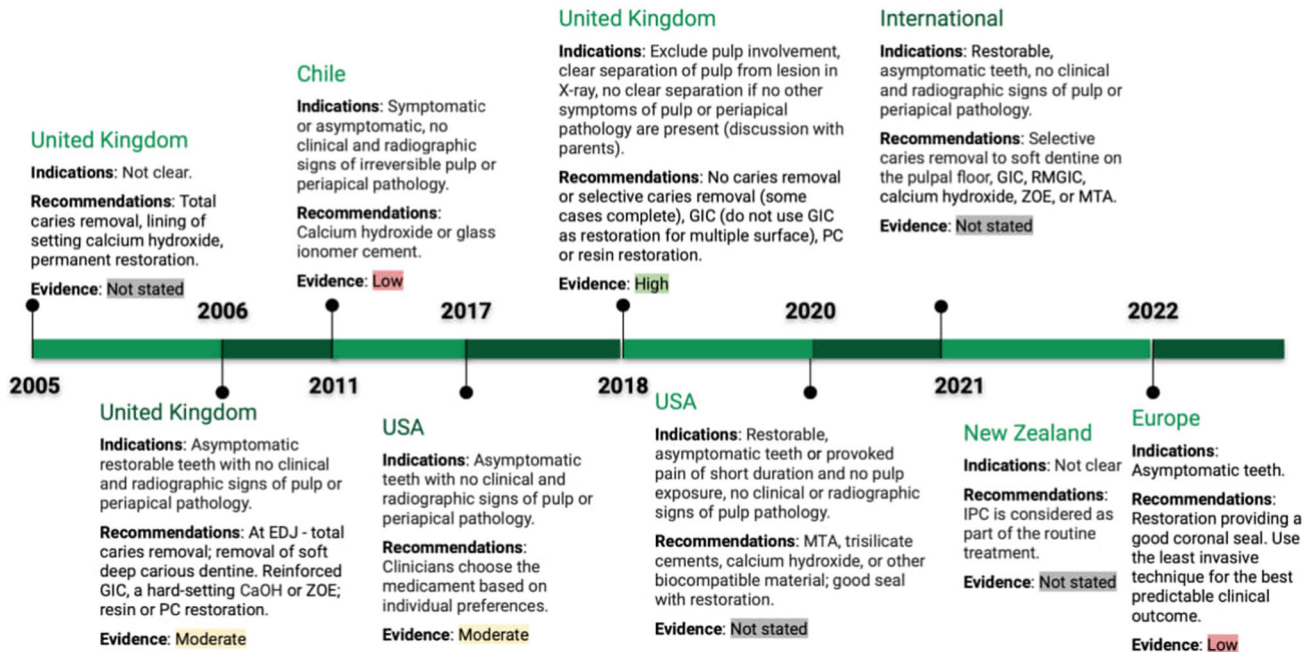 United Kingdom
Indications: Not clear.
Recommendations: Total
caries removal, lining of
setting calcium hydroxide,
permanent restoration.
Evidence: Not stated
Chile
Indications: Symptomatic
or asymptomatic, no
clinical and radiographic
signs of irreversible pulp or
periapical pathology.
Recommendations:
Calcium hydroxide or glass
ionomer cement.
Evidence: Low
United Kingdom
Indications: Exclude pulp involvement,
clear separation of pulp from lesion in
X-ray, no clear separation if no other
symptoms of pulp or periapical
pathology are present (discussion with
parents).
Recommendations: No caries removal
or selective caries removal (some
cases complete), GIC (do not use GIC
as restoration for multiple surface), PC
or resin restoration.
Evidence: High
International
Indications: Restorable,
asymptomatic teeth, no clinical
and radiographic signs of pulp or
periapical pathology.
Recommendations: Selective
caries removal to soft dentine on
the pulpal floor, GIC, RMGIC,
calcium hydroxide, ZOE, or MTA.
Evidence: Not stated
2006
2017
2020
2022
2005
2011
2018
2021
United Kingdom
Indications: Asymptomatic
restorable teeth with no clinical
and radiographic signs of pulp or
periapical pathology.
Recommendations: At EDJ - total
caries removal; removal of soft
deep carious dentine. Reinforced
GIC, a hard-setting CaOH or ZOE;
resin or PC restoration.
Evidence: Moderate
USA
Indications: Asymptomatic
teeth with no clinical and
radiographic signs of pulp or
periapical pathology.
Recommendations:
Clinicians choose the
medicament based on
individual preferences.
Evidence: Moderate
USA
Indications: Restorable,
asymptomatic teeth or provoked
pain of short duration and no pulp
exposure, no clinical or radiographic
signs of pulp pathology.
Recommendations: MTA, trisilicate
cements, calcium hydroxide, or other
biocompatible material; good seal
with restoration.
Evidence: Not stated
New Zealand
Indications: Not clear
Recommendations:
IPC is considered as
part of the routine
treatment.
Evidence: Not stated
Europe
Indications:
Asymptomatic teeth.
Recommendations:
Restoration providing a
good coronal seal. Use
the least invasive
technique for the best
predictable clinical
outcome.
Evidence: Low